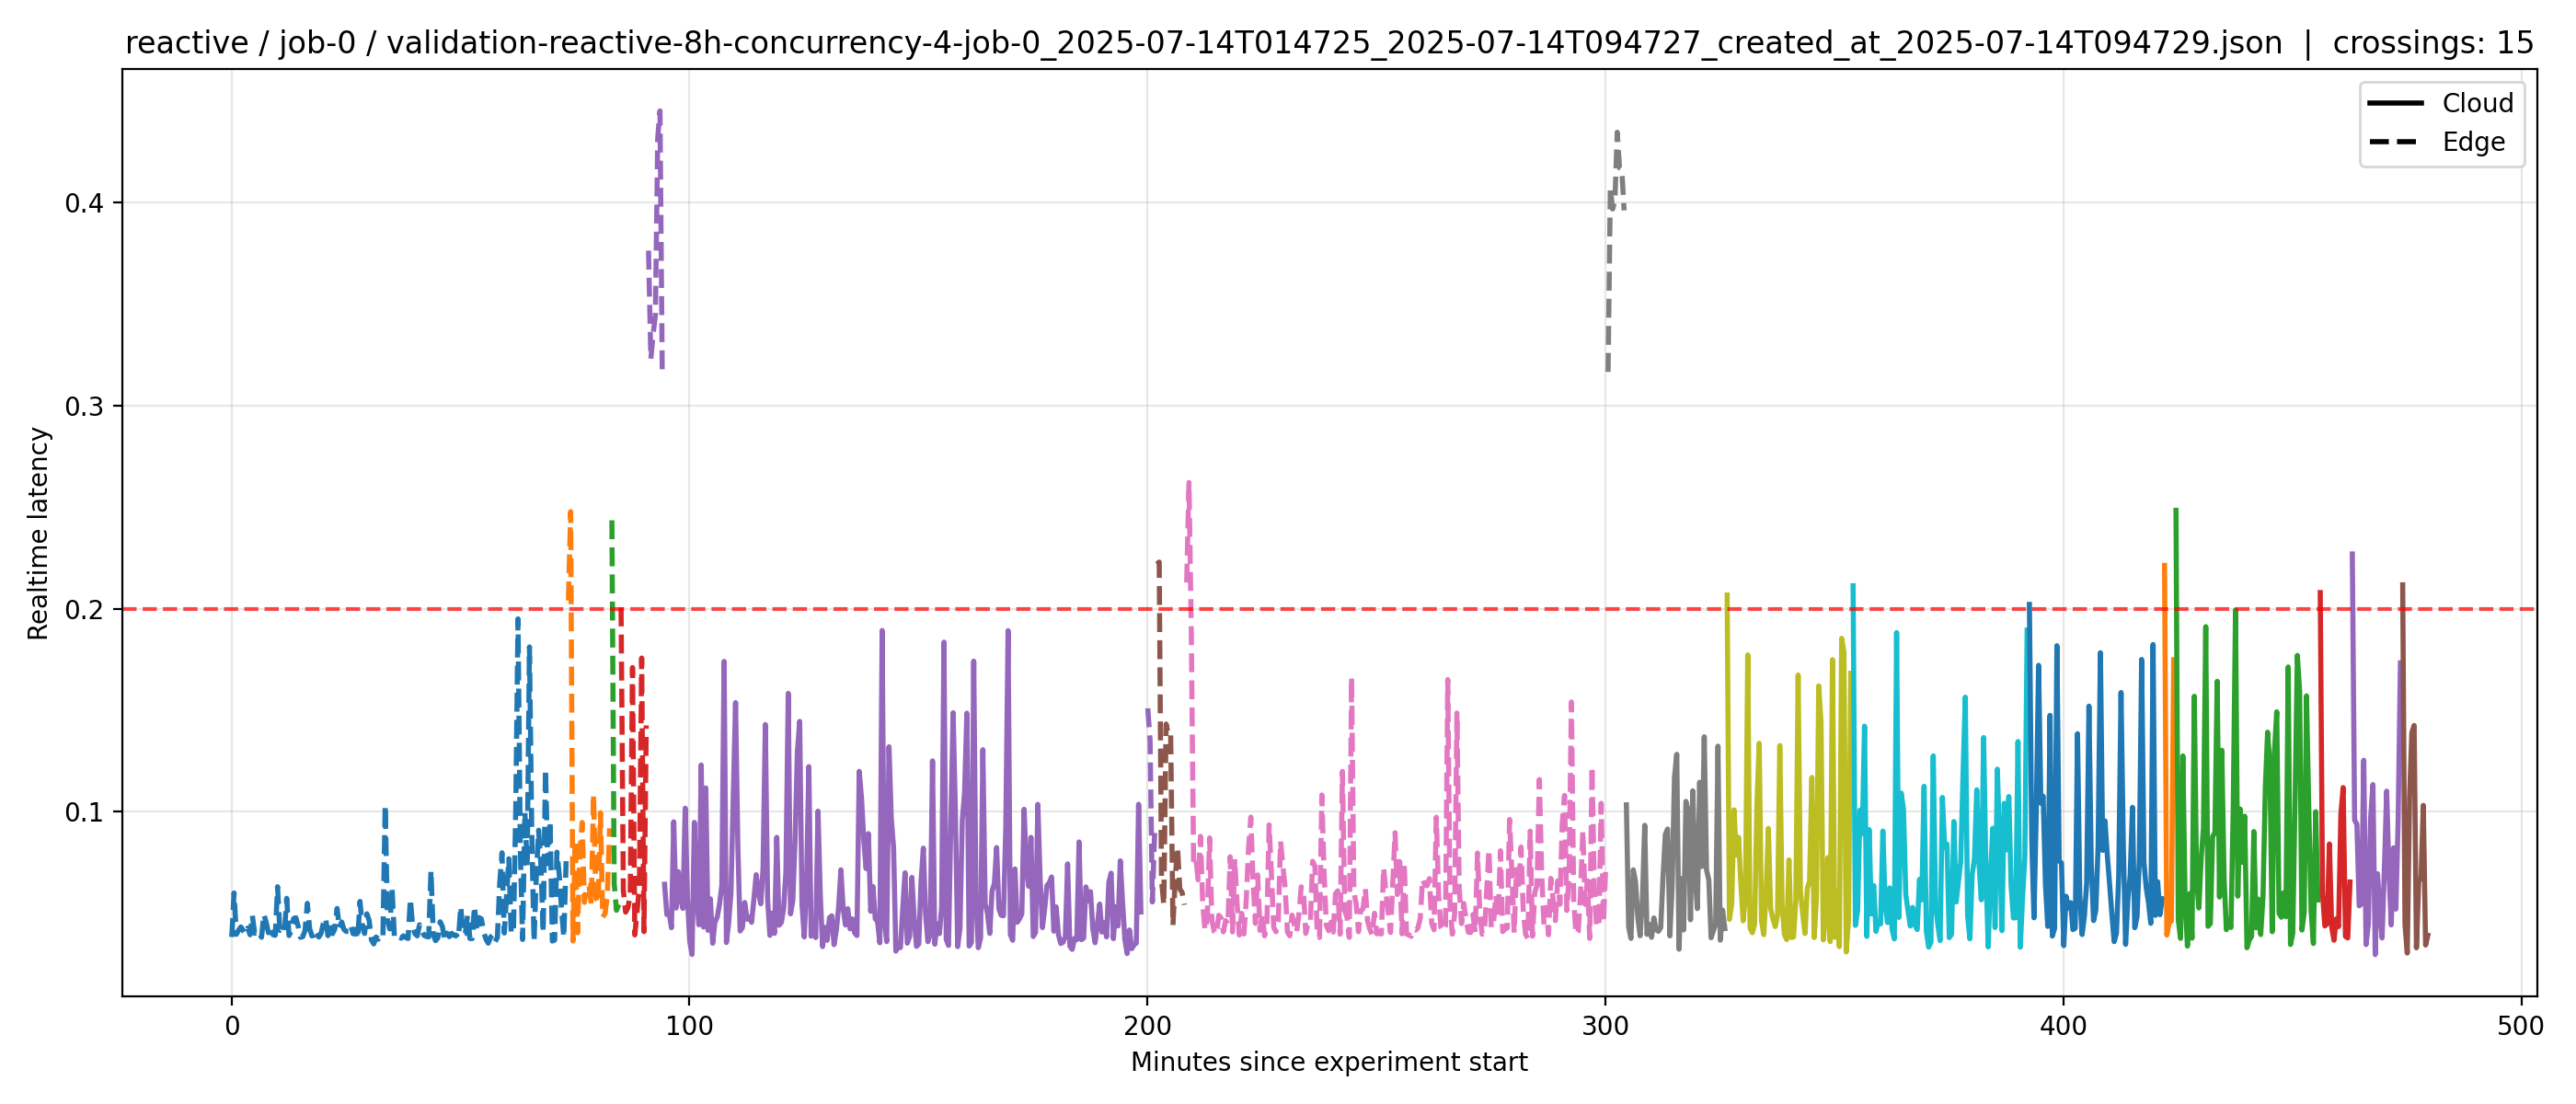 reactive / job-0 / validation-reactive-8h-concurrency-4-job-0_2025-07-14T014725_2025-07-14T094727_created_at_2025-07-14T094729.json | crossings: 15
Cloud
Edge
Realtime latency
0.4
0.3
0.2
0.1
0 100 200 300 400 500
Minutes since experiment start